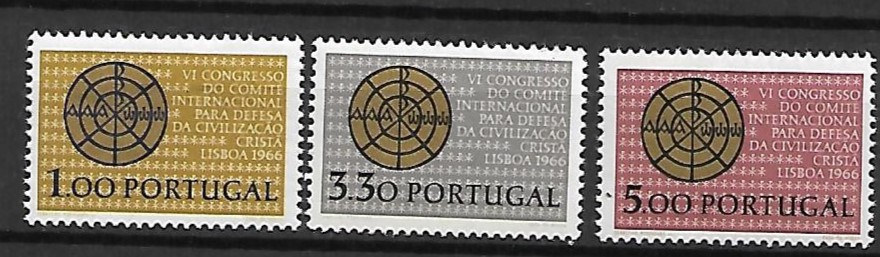 VI CONGRESSO
DO COMITÉ
INTERNACIONAL
PARA DEFESA
DA CIVILIZAÇÃO
CRISTÃ
LISBOA 1966
1.00 PORTUGAL
VI CONGRESSO
DO COMITÉ
INTERNACIONAL
PARA DEFESA
DA CIVILIZAÇÃO
CRISTÃ
LISBOA 1966
3.30 PORTUGAL
VI CONGRESSO
DO COMITÉ
INTERNACIONAL
PARA DEFESA
DA CIVILIZAÇÃO
CRISTÃ
LISBOA 1966
5.00 PORTUGAL